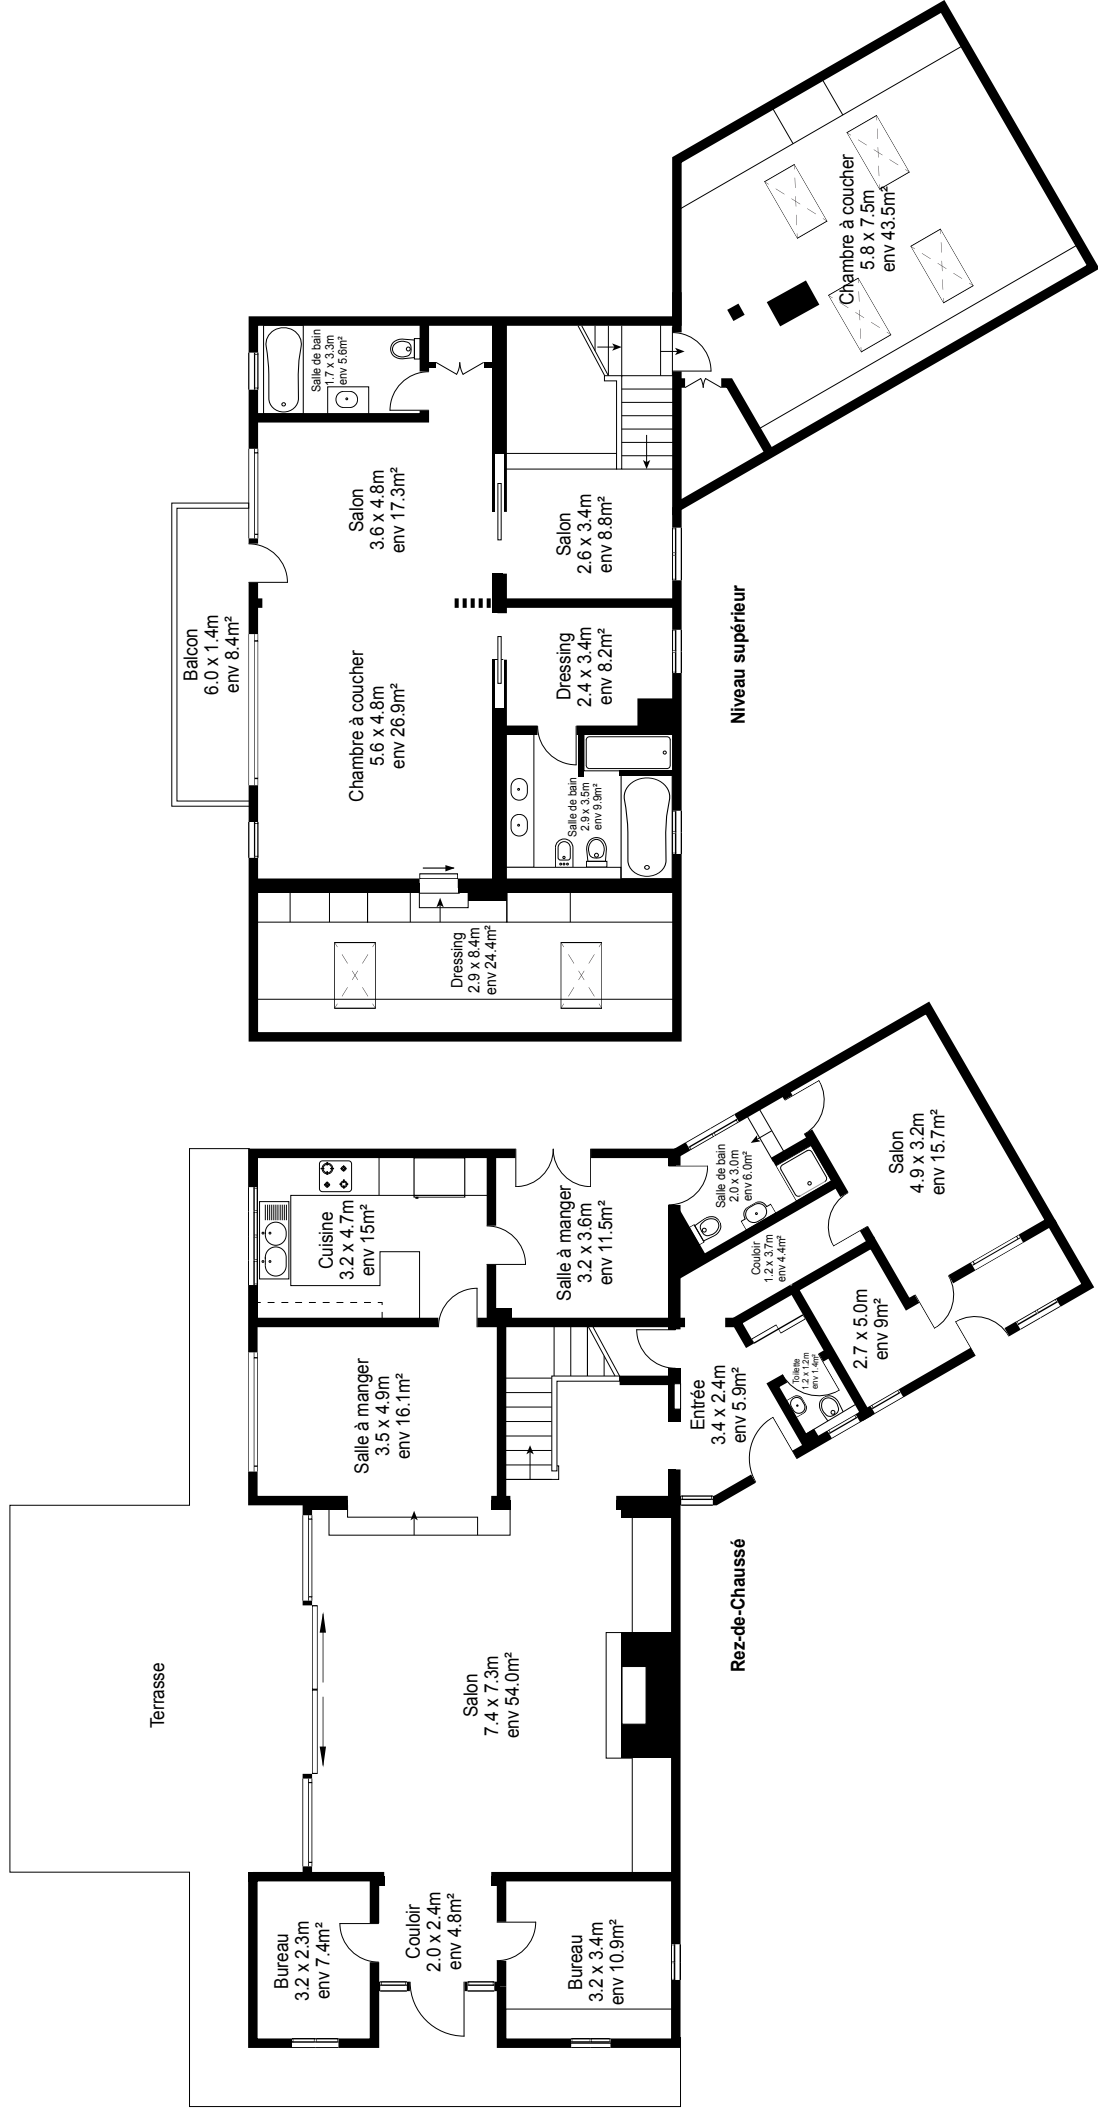 Terrasse
Bureau
3.2 x 2.3m
env 7.4m²
Couloir
2.0 x 2.4m
env 4.8m²
Bureau
3.2 x 3.4m
env 10.9m²
Salon
7.4 x 7.3m
env 54.0m²
Salle à manger
3.5 x 4.9m
env 16.1m²
Cuisine
3.2 x 4.7m
env 15m²
Salle à manger
3.2 x 3.6m
env 11.5m²
Entrée
3.4 x 2.4m
env 5.9m²
Toilette
1.2 x 1.2m
env 1.4m²
Couloir
1.2 x 3.7m
env 4.4m²
Salle de bain
2.0 x 3.0m
env 6.0m²
2.7 x 5.0m
env 9m²
Salon
4.9 x 3.2m
env 15.7m²
Rez-de-Chaussé
Balcon
6.0 x 1.4m
env 8.4m²
Dressing
2.9 x 8.4m
env 24.4m²
Chambre à coucher
5.6 x 4.8m
env 26.9m²
Salon
3.6 x 4.8m
env 17.3m²
Salle de bain
1.7 x 3.3m
env 5.6m²
Salle de bain
2.9 x 3.5m
env 9.9m²
Dressing
2.4 x 3.4m
env 8.2m²
Salon
2.6 x 3.4m
env 8.8m²
Chambre à coucher
5.8 x 7.5m
env 43.5m²
Niveau supérieur